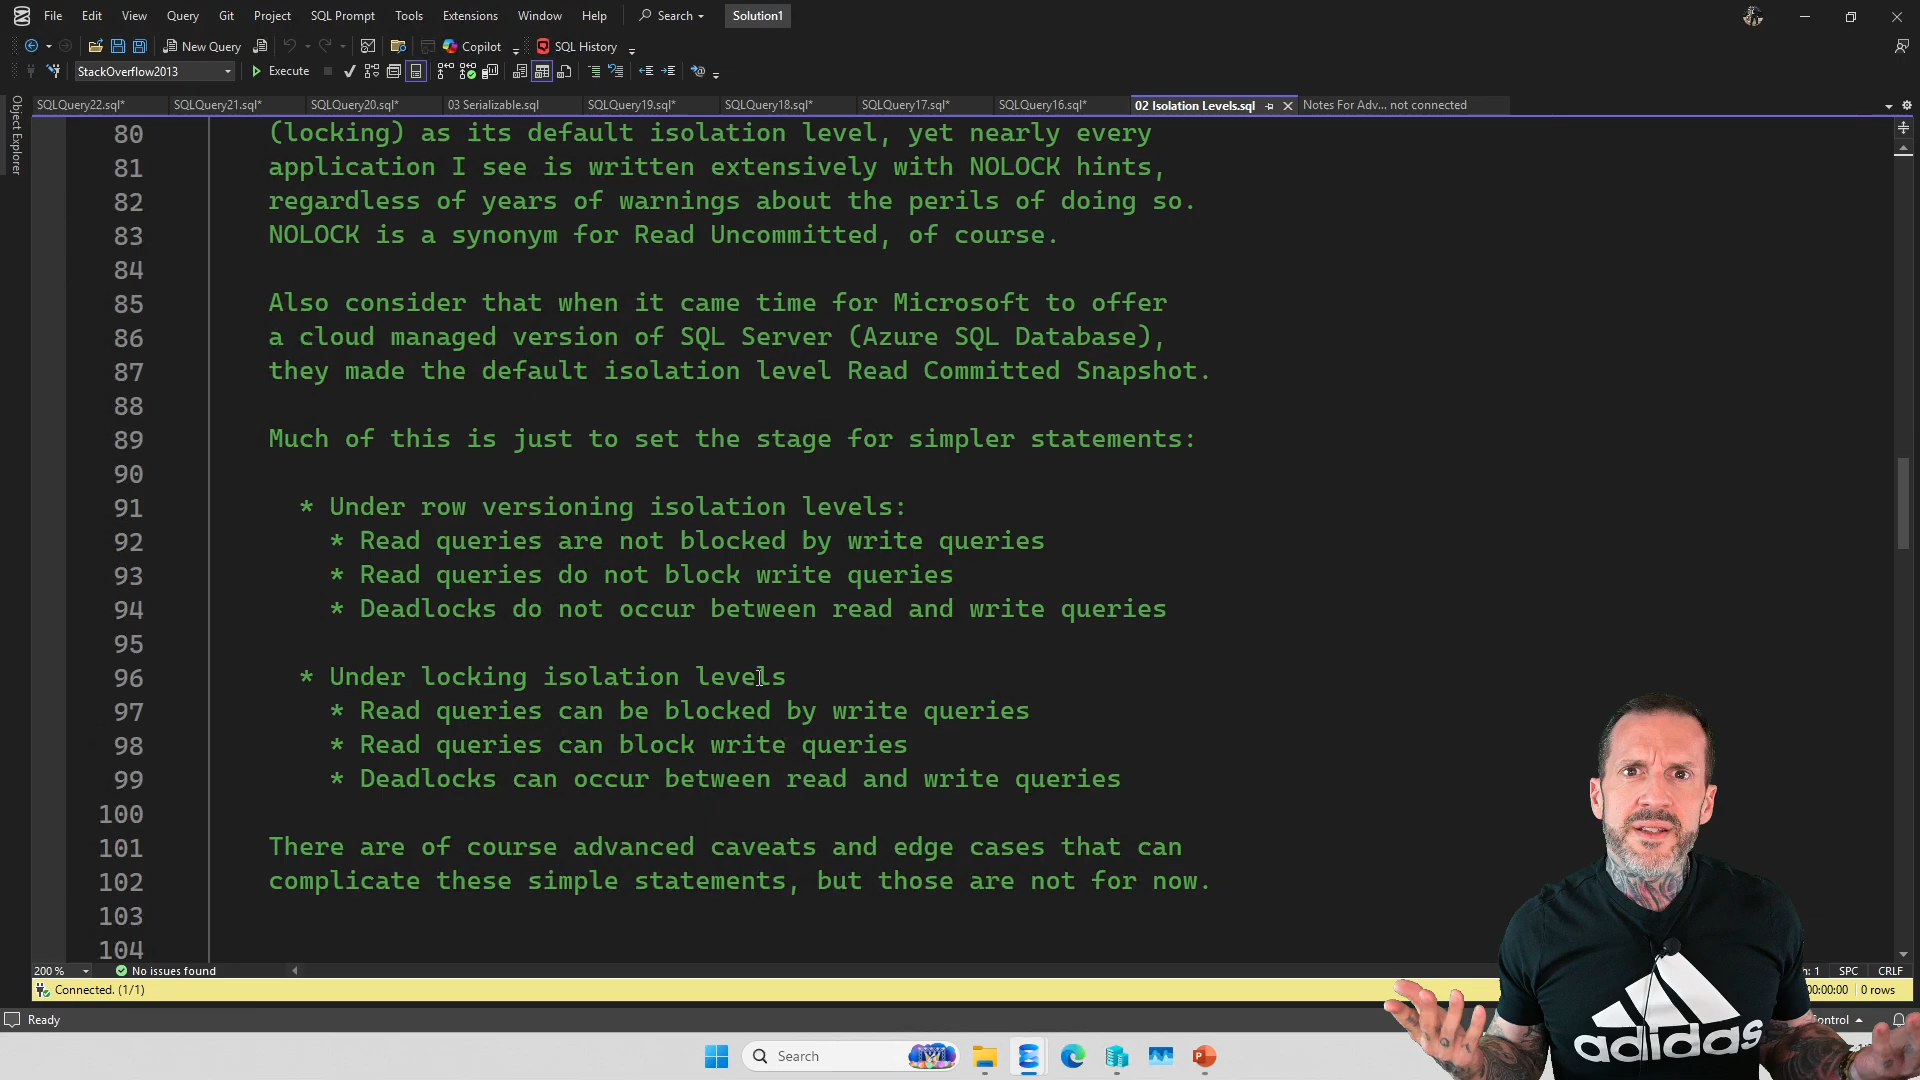 File Edit View Query Git Project SQL Prompt Tools Extensions Window Help Search Solution1
New Query Copilot SQL History
StackOverflow2013 Execute
SQLQuery22.sql* SQLQuery21.sql* SQLQuery20.sql* 03 Serializable.sql SQLQuery19.sql* SQLQuery18.sql* SQLQuery17.sql* SQLQuery16.sql* 02 Isolation Levels.sql Notes For Adv... not connected
Object Explorer
80 (locking) as its default isolation level, yet nearly every
81 application I see is written extensively with NOLOCK hints,
82 regardless of years of warnings about the perils of doing so.
83 NOLOCK is a synonym for Read Uncommitted, of course.
84
85 Also consider that when it came time for Microsoft to offer
86 a cloud managed version of SQL Server (Azure SQL Database),
87 they made the default isolation level Read Committed Snapshot.
88
89 Much of this is just to set the stage for simpler statements:
90
91 * Under row versioning isolation levels:
92 * Read queries are not blocked by write queries
93 * Read queries do not block write queries
94 * Deadlocks do not occur between read and write queries
95
96 * Under locking isolation levels
97 * Read queries can be blocked by write queries
98 * Read queries can block write queries
99 * Deadlocks can occur between read and write queries
100
101 There are of course advanced caveats and edge cases that can
102 complicate these simple statements, but those are not for now.
103
104
200 % No issues found SPC CRLF
Connected. (1/1) 00:00:00 0 rows
Ready
Search
adidas